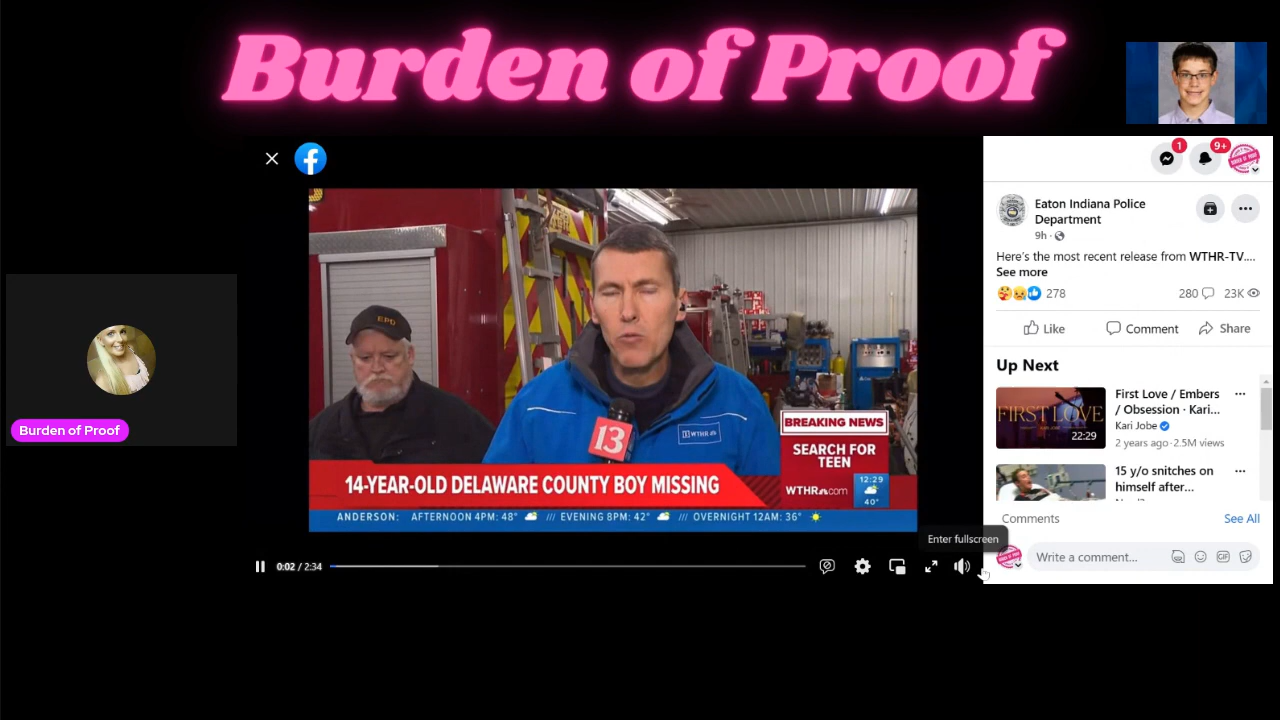 Burden of Proof
1
9+
Eaton Indiana Police
Department
9h
Here's the most recent release from WTHR-TV....
See more
278
280
23K
Like
Comment
Share
Up Next
FIRST LOVE
22:29
First Love / Embers
/ Obsession · Kari...
Kari Jobe
2 years ago · 2.5M views
15 y/o snitches on
himself after...
Comments
See All
Write a comment...
GIF
EPD
13
WTHR
BREAKING NEWS
SEARCH FOR
TEEN
WTHR.com
12:29
40°
14-YEAR-OLD DELAWARE COUNTY BOY MISSING
ANDERSON: AFTERNOON 4PM: 48° /// EVENING 8PM: 42° /// OVERNIGHT 12AM: 36°
Enter fullscreen
0:02 / 2:34
Burden of Proof